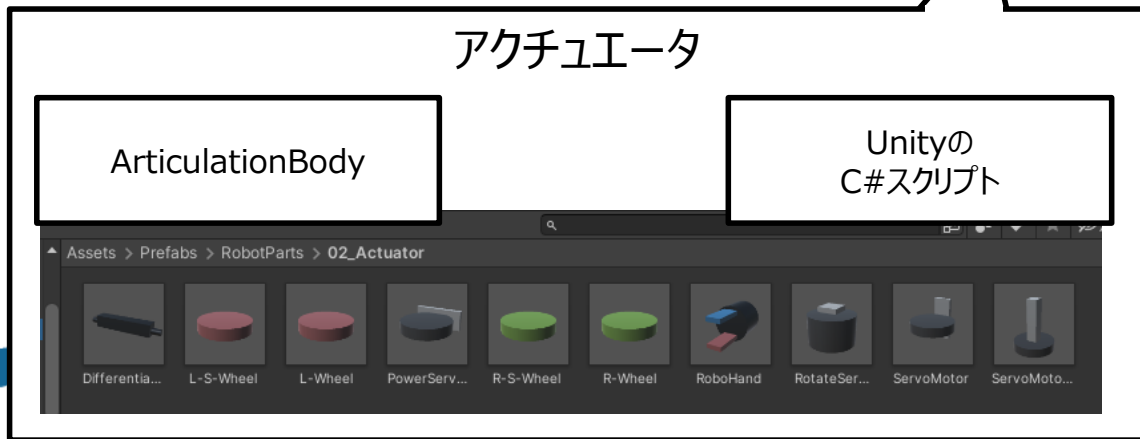 アクチュエータ
ArticulationBody
Unityの
C#スクリプト
Assets > Prefabs > RobotParts > 02_Actuator
Differentia... L-S-Wheel L-Wheel PowerServ... R-S-Wheel R-Wheel RoboHand RotateSer... ServoMotor ServoMoto...